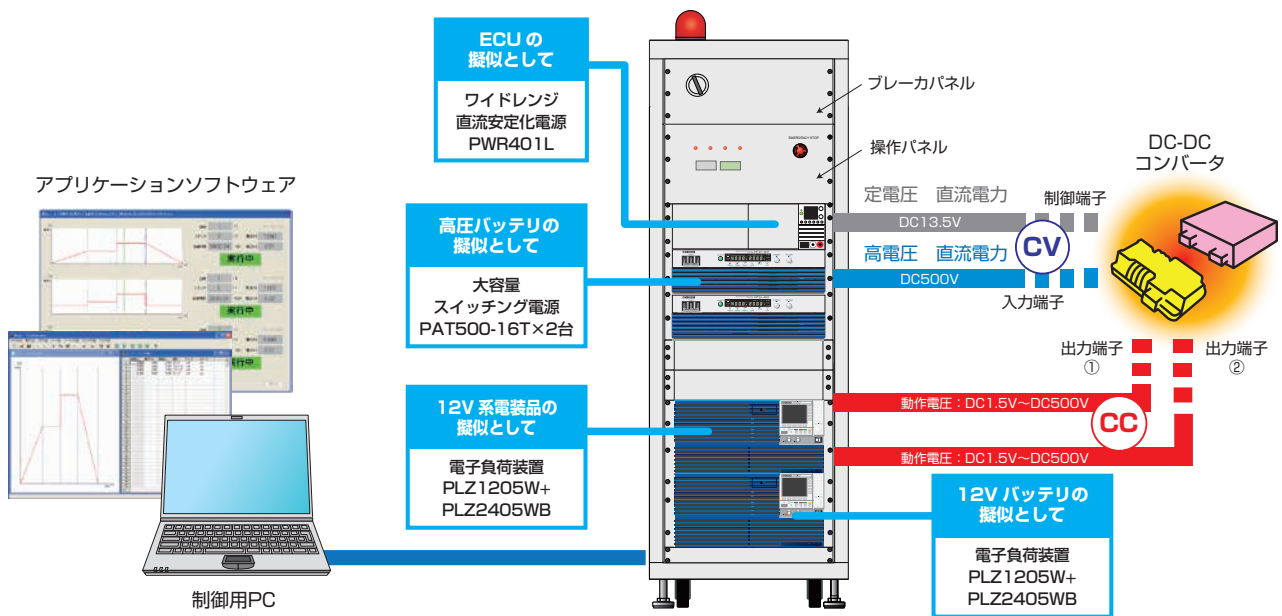 ECU の
擬似として
ワイドレンジ
直流安定化電源
PWR401L
高圧バッテリの
擬似として
大容量
スイッチング電源
PAT500-16T×2台
12V 系電装品の
擬似として
電子負荷装置
PLZ1205W+
PLZ2405WB
アプリケーションソフトウェア
実行中
実行中
実行中
制御用PC
EMERGENCY STOP
ブレーカパネル
操作パネル
定電圧 直流電力
DC13.5V
制御端子
高電圧 直流電力
DC500V
入力端子
CV
DC-DC
コンバータ
出力端子
①
出力端子
②
動作電圧：DC1.5V～DC500V
CC
動作電圧：DC1.5V～DC500V
12V バッテリの
擬似として
電子負荷装置
PLZ1205W+
PLZ2405WB